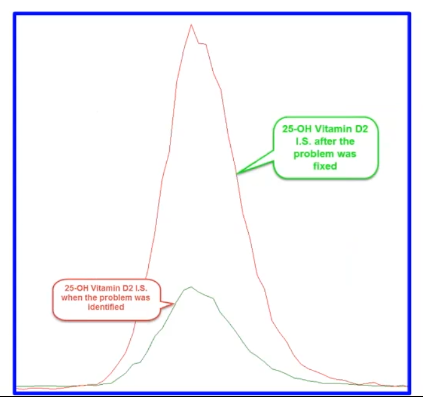 25-OH Vitamin D2
I.S. after the
problem was
fixed
25-OH Vitamin D2 I.S.
when the problem was
identified